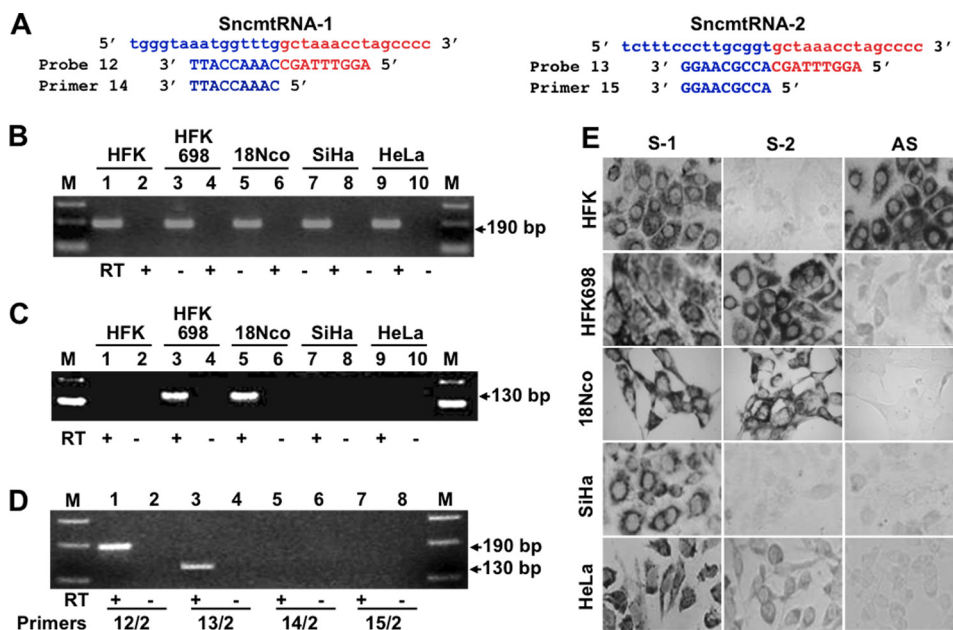 A
SncmtRNA-1
5’ tgggtaaatggtttggctaaacctagcccc 3’
Probe 12 3’ TTACCAAACCGATTTGGA 5’
Primer 14 3’ TTACCAAAC 5’
SncmtRNA-2
5’ tctttcccttgcggtgctaaacctagcccc 3’
Probe 13 3’ GGAACGCCACGATTTGGA 5’
Primer 15 3’ GGAACGCCA 5’
B
HFK HFK 698 18Nco SiHa HeLa
M 1 2 3 4 5 6 7 8 9 10 M
190 bp
RT + - + - + - + - + -
C
HFK HFK 698 18Nco SiHa HeLa
M 1 2 3 4 5 6 7 8 9 10 M
130 bp
RT + - + - + - + - + -
D
M 1 2 3 4 5 6 7 8 M
190 bp
130 bp
RT + - + - + - + -
Primers 12/2 13/2 14/2 15/2
E
S-1 S-2 AS
HFK
HFK698
18Nco
SiHa
HeLa